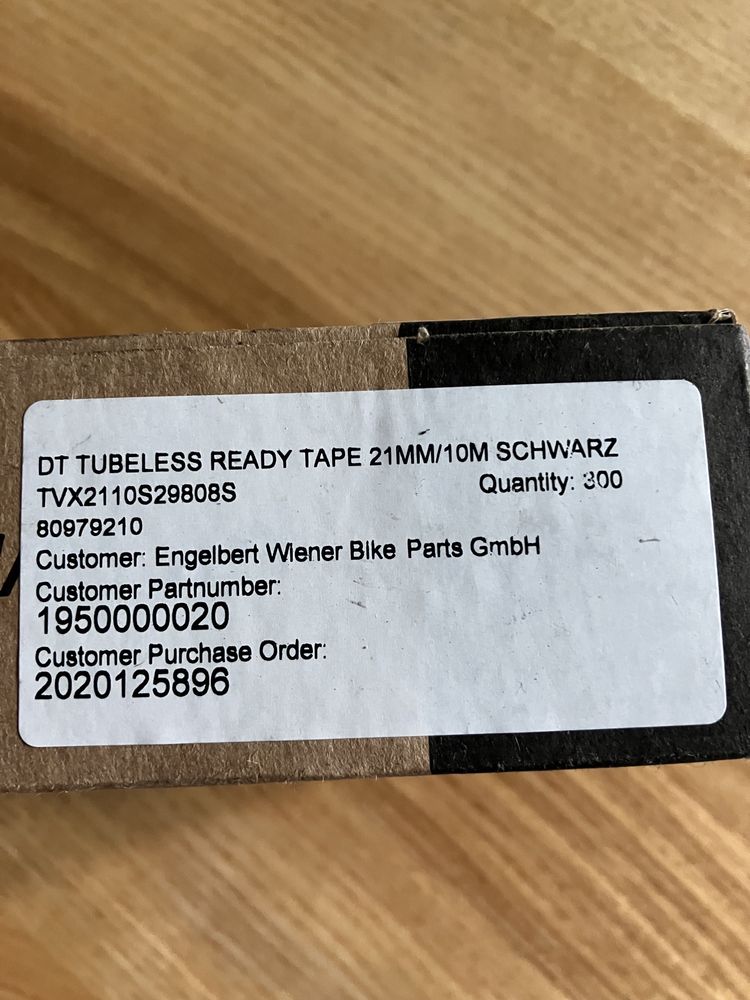 DT TUBELESS READY TAPE 21MM/10M SCHWARZ
TVX2110S29808S Quantity: 300
80979210
Customer: Engelbert Wiener Bike Parts GmbH
Customer Partnumber:
1950000020
Customer Purchase Order:
2020125896